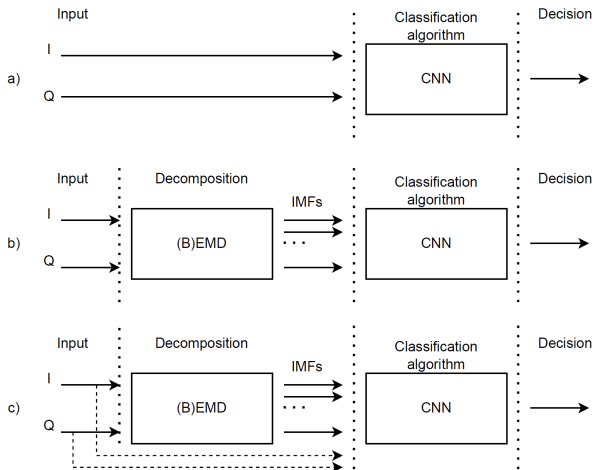 Input
Classification
algorithm
Decision
I
a)
CNN
Q
Input
Decomposition
Classification
algorithm
Decision
IMFs
I
b)
(B)EMD
...
CNN
Q
Input
Decomposition
Classification
algorithm
Decision
IMFs
I
c)
(B)EMD
...
CNN
Q